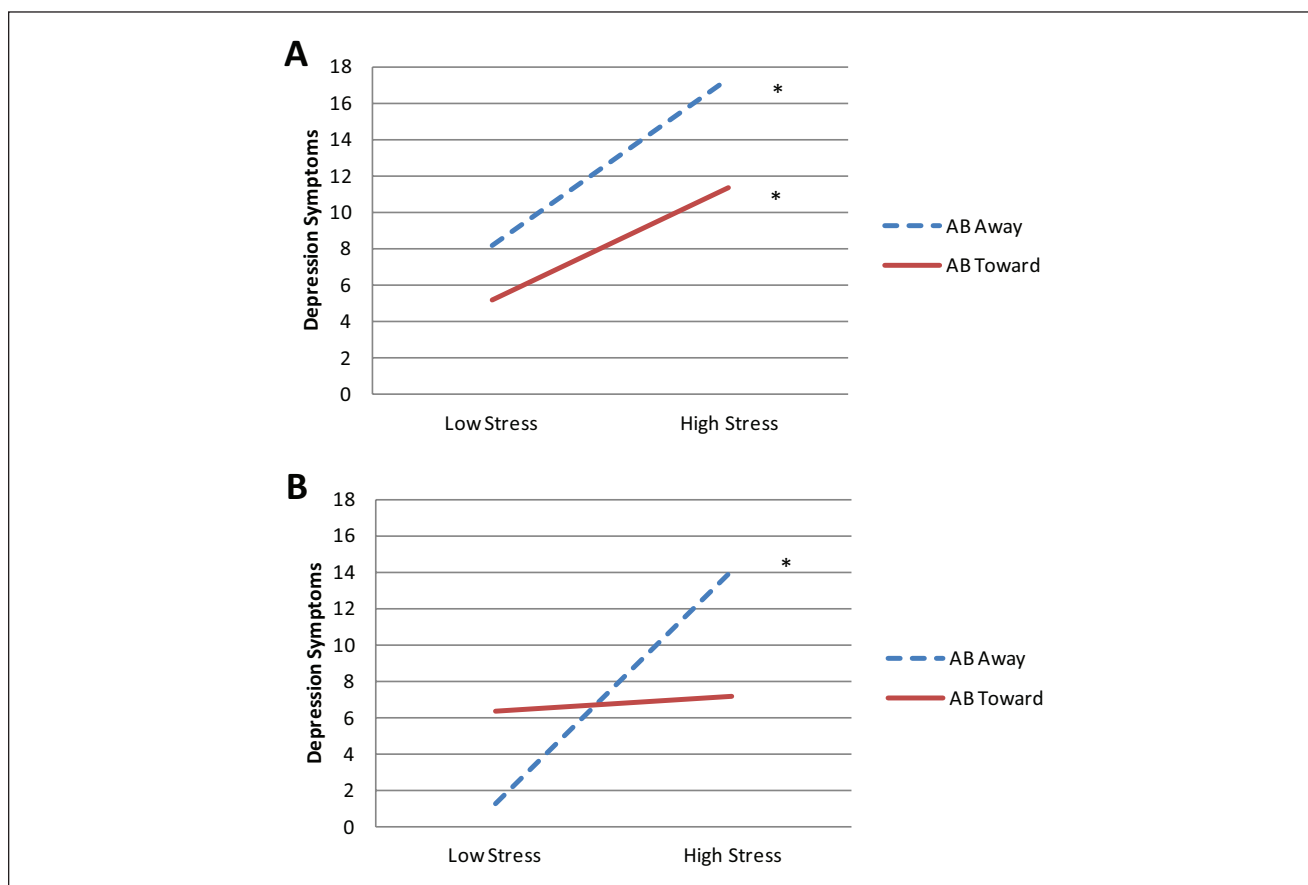 A
18
16
14
12
10
8
6
4
2
0
Depression Symptoms
*
*
Low Stress High Stress
AB Away
AB Toward
B
18
16
14
12
10
8
6
4
2
0
Depression Symptoms
*
Low Stress High Stress
AB Away
AB Toward